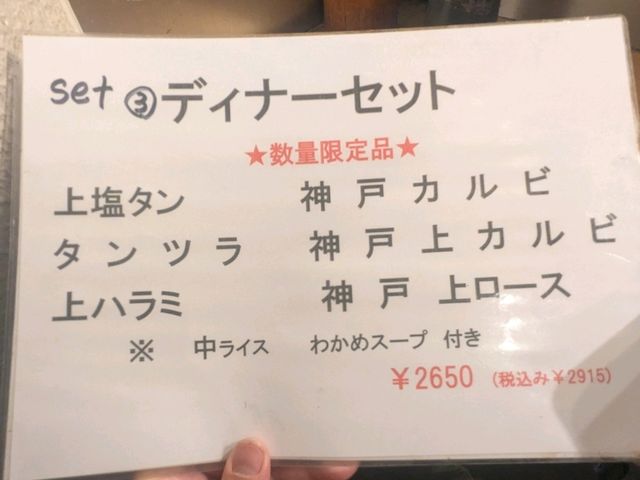 set ③ ディナーセット
★数量限定品★
上塩タン 神戸カルビ
タンツラ 神戸上カルビ
上ハラミ 神戸上ロース
※ 中ライス わかめスープ 付き
￥2650 (税込み￥2915)